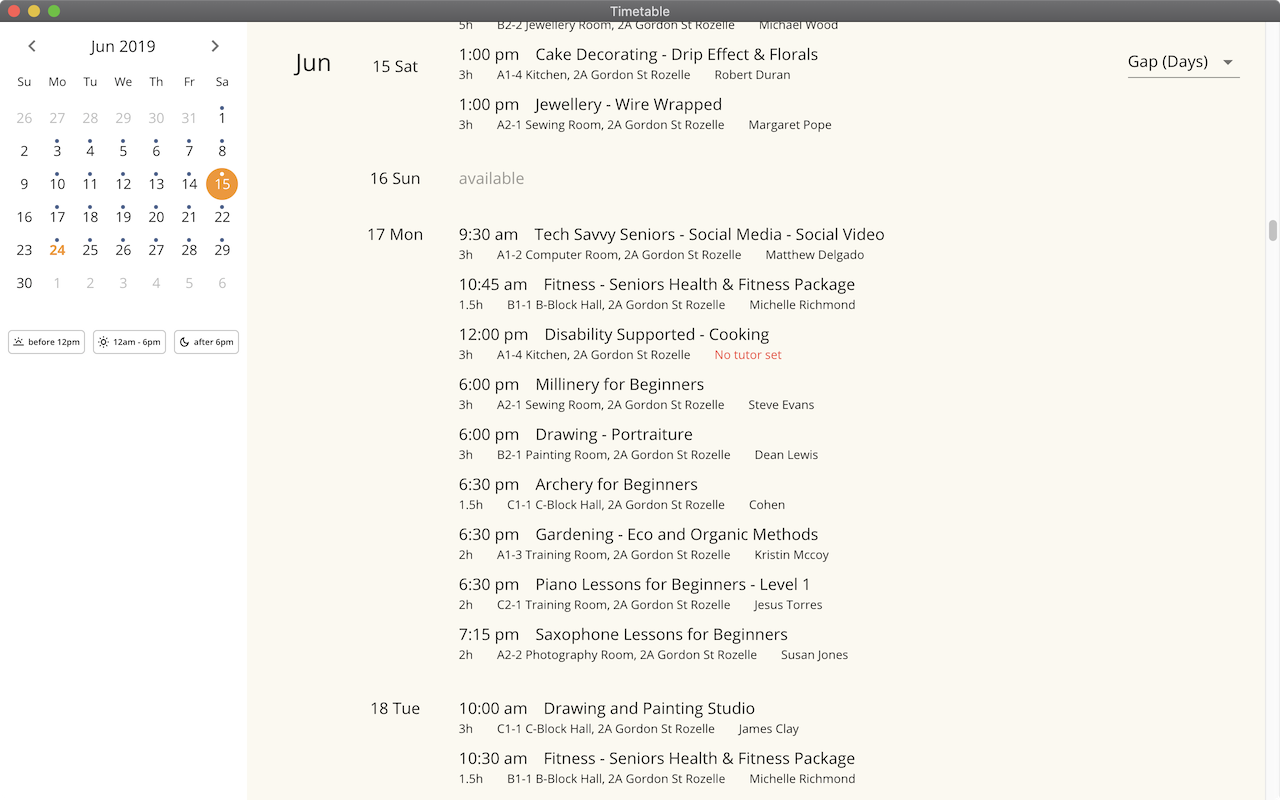 Timetable
Jun 2019
Su Mo Tu We Th Fr Sa
26 27 28 29 30 31 1
2 3 4 5 6 7 8
9 10 11 12 13 14 15
16 17 18 19 20 21 22
23 24 25 26 27 28 29
30 1 2 3 4 5 6
before 12pm 12am - 6pm after 6pm
5h B2-2 Jewellery Room, 2A Gordon St Rozelle Michael Wood
Jun 15 Sat
1:00 pm Cake Decorating - Drip Effect & Florals
3h A1-4 Kitchen, 2A Gordon St Rozelle Robert Duran
Gap (Days)
1:00 pm Jewellery - Wire Wrapped
3h A2-1 Sewing Room, 2A Gordon St Rozelle Margaret Pope
16 Sun available
17 Mon 9:30 am Tech Savvy Seniors - Social Media - Social Video
3h A1-2 Computer Room, 2A Gordon St Rozelle Matthew Delgado
10:45 am Fitness - Seniors Health & Fitness Package
1.5h B1-1 B-Block Hall, 2A Gordon St Rozelle Michelle Richmond
12:00 pm Disability Supported - Cooking
3h A1-4 Kitchen, 2A Gordon St Rozelle No tutor set
6:00 pm Millinery for Beginners
3h A2-1 Sewing Room, 2A Gordon St Rozelle Steve Evans
6:00 pm Drawing - Portraiture
3h B2-1 Painting Room, 2A Gordon St Rozelle Dean Lewis
6:30 pm Archery for Beginners
1.5h C1-1 C-Block Hall, 2A Gordon St Rozelle Cohen
6:30 pm Gardening - Eco and Organic Methods
2h A1-3 Training Room, 2A Gordon St Rozelle Kristin Mccoy
6:30 pm Piano Lessons for Beginners - Level 1
2h C2-1 Training Room, 2A Gordon St Rozelle Jesus Torres
7:15 pm Saxophone Lessons for Beginners
2h A2-2 Photography Room, 2A Gordon St Rozelle Susan Jones
18 Tue 10:00 am Drawing and Painting Studio
3h C1-1 C-Block Hall, 2A Gordon St Rozelle James Clay
10:30 am Fitness - Seniors Health & Fitness Package
1.5h B1-1 B-Block Hall, 2A Gordon St Rozelle Michelle Richmond